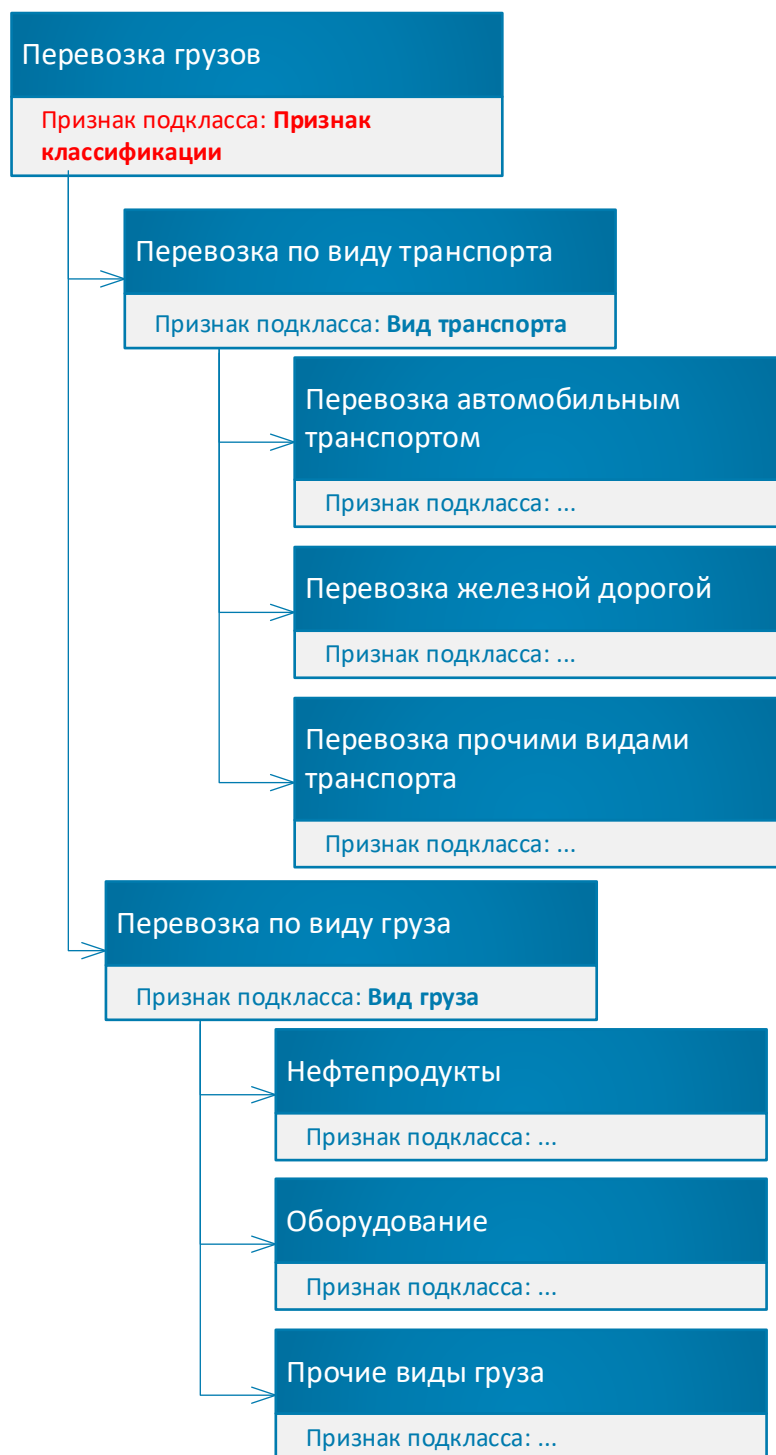 Перевозка грузов
Признак подкласса: Признак
классификации
Перевозка по виду транспорта
Признак подкласса: Вид транспорта
Перевозка автомобильным
транспортом
Признак подкласса: ...
Перевозка железной дорогой
Признак подкласса: ...
Перевозка прочими видами
транспорта
Признак подкласса: ...
Перевозка по виду груза
Признак подкласса: Вид груза
Нефтепродукты
Признак подкласса: ...
Оборудование
Признак подкласса: ...
Прочие виды груза
Признак подкласса: ...